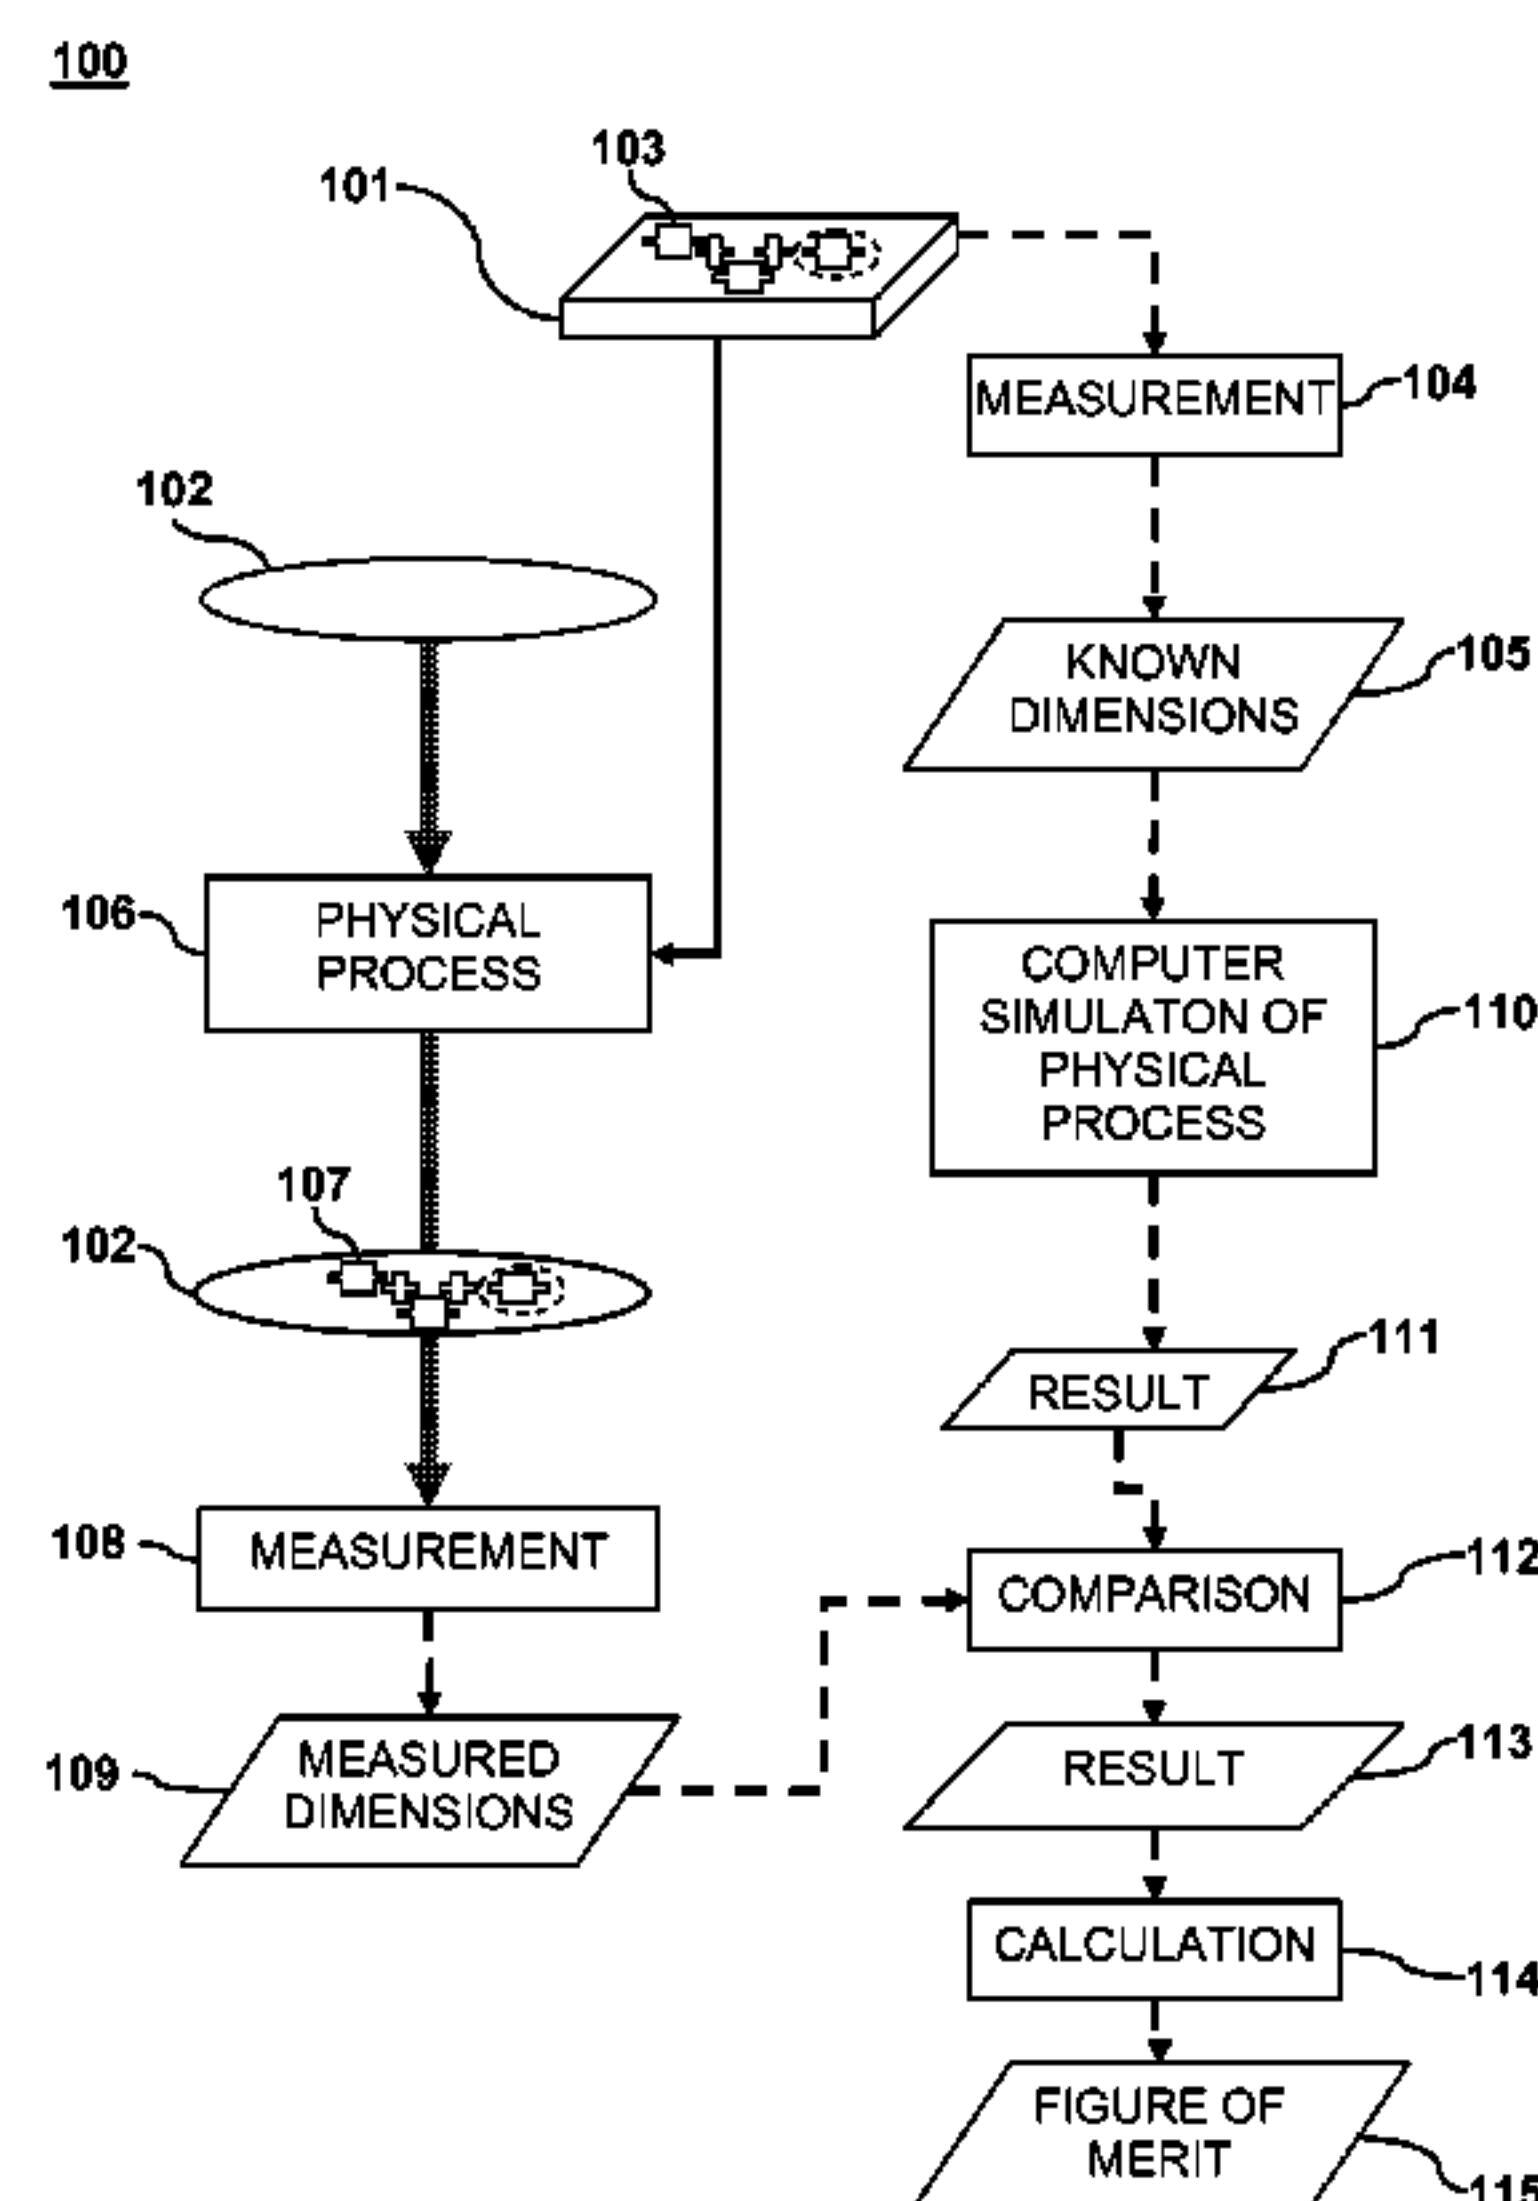 100
103
101
MEASUREMENT
104
102
KNOWN
DIMENSIONS
105
106
PHYSICAL
PROCESS
COMPUTER
SIMULATON OF
PHYSICAL
PROCESS
110
107
102
RESULT
111
108
MEASUREMENT
COMPARISON
112
109
MEASURED
DIMENSIONS
RESULT
113
CALCULATION
114
FIGURE OF
MERIT
115